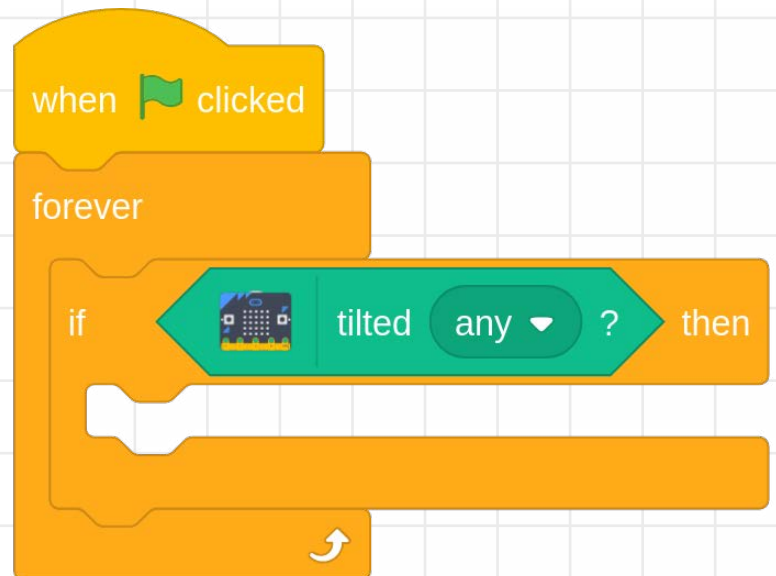 when clicked
forever
if tilted any ? then